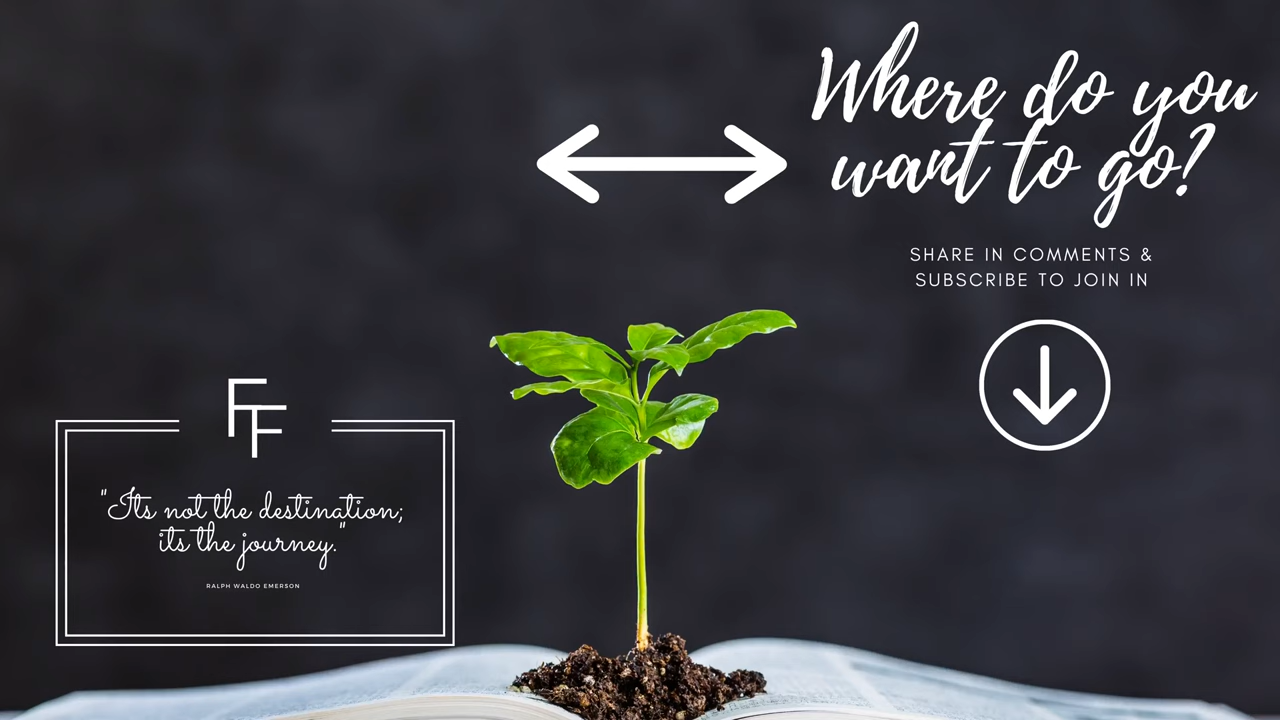 Where do you
want to go?
SHARE IN COMMENTS &
SUBSCRIBE TO JOIN IN
FF
"Its not the destination;
its the journey."
RALPH WALDO EMERSON